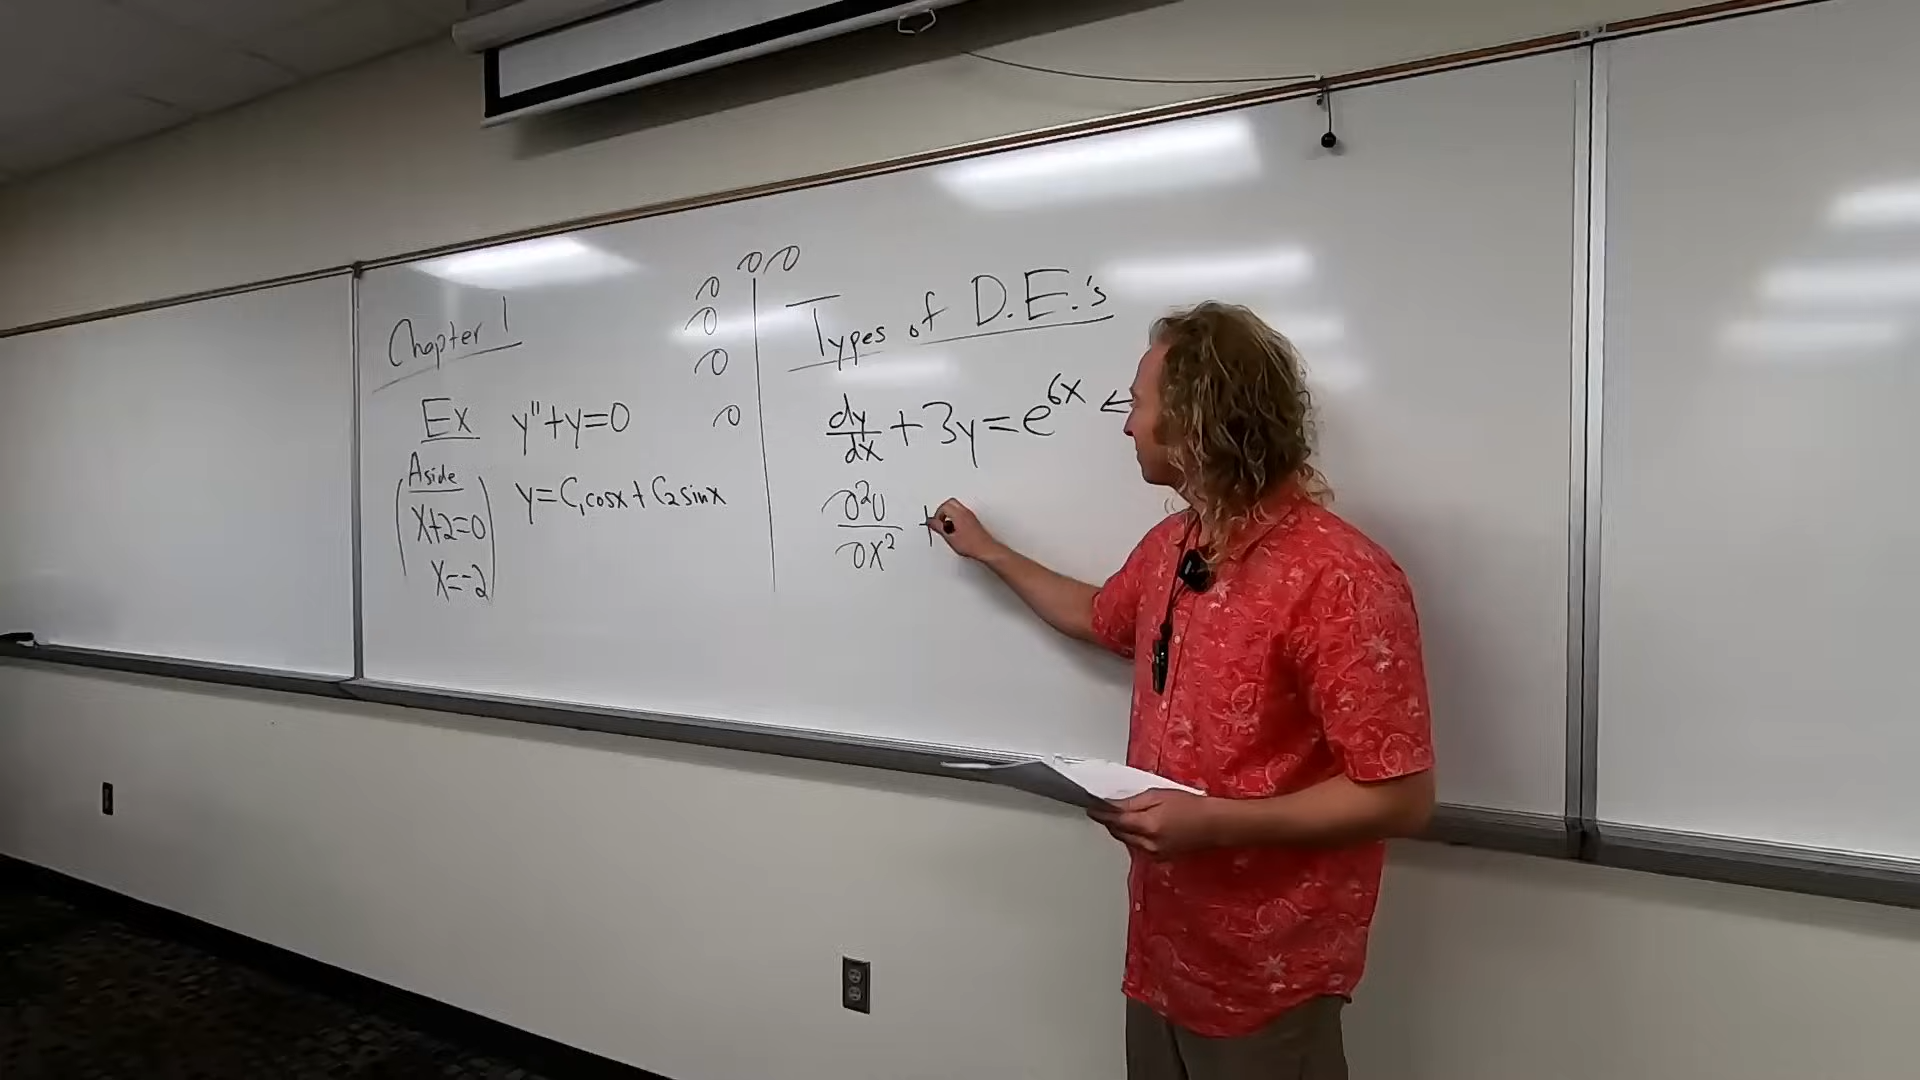 Chapter 1
Ex y''+y=0
y=C₁cosx+C₂sinx
Aside
x+2=0
x=-2
∂ ∂
∂
∂
∂
∂
Types of D.E.'s
dy/dx + 3y = e^{6x} ←
∂²u/∂x² +